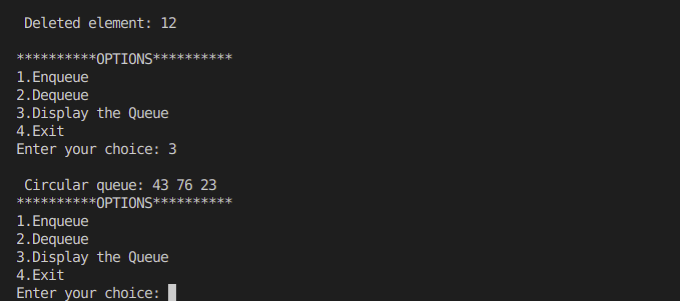 Deleted element: 12
**********OPTIONS**********
1.Enqueue
2.Dequeue
3.Display the Queue
4.Exit
Enter your choice: 3
Circular queue: 43 76 23
**********OPTIONS**********
1.Enqueue
2.Dequeue
3.Display the Queue
4.Exit
Enter your choice: